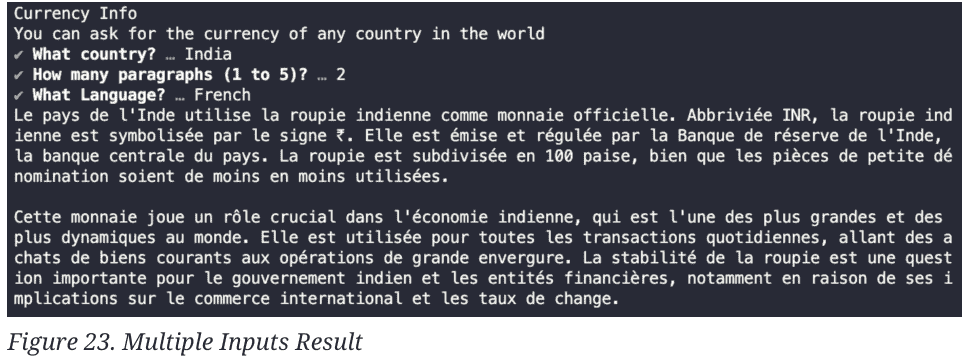 Currency Info
You can ask for the currency of any country in the world
✔ What country? … India
✔ How many paragraphs (1 to 5)? … 2
✔ What Language? … French
Le pays de l'Inde utilise la roupie indienne comme monnaie officielle. Abbriviée INR, la roupie ind
ienne est symbolisée par le signe ₹. Elle est émise et régulée par la Banque de réserve de l'Inde,
la banque centrale du pays. La roupie est subdivisée en 100 paise, bien que les pièces de petite dé
nomination soient de moins en moins utilisées.
Cette monnaie joue un rôle crucial dans l'économie indienne, qui est l'une des plus grandes et des
plus dynamiques au monde. Elle est utilisée pour toutes les transactions quotidiennes, allant des a
chats de biens courants aux opérations de grande envergure. La stabilité de la roupie est une quest
ion importante pour le gouvernement indien et les entités financières, notamment en raison de ses i
mplications sur le commerce international et les taux de change.
Figure 23. Multiple Inputs Result